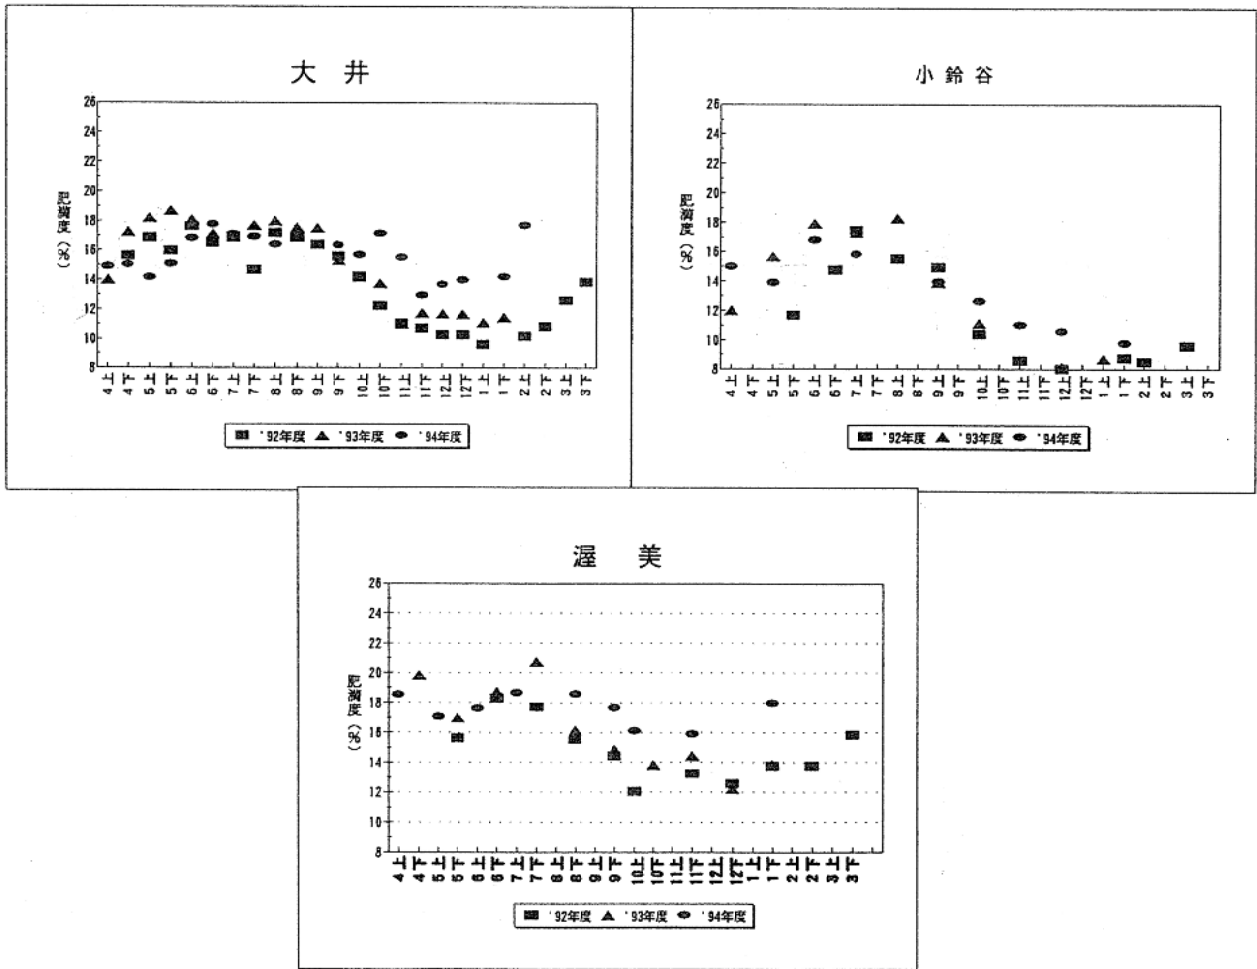 大 井
26
24
22
20
18
16
14
12
10
8
肥満度(%)
4上 4下 5上 5下 6上 6下 7上 7下 8上 8下 9上 9下 10上 10下 11上 11下 12上 12下 1上 1下 2上 2下 3上 3下
'92年度 '93年度 '94年度
小 鈴 谷
26
24
22
20
18
16
14
12
10
8
肥満度(%)
4上 4下 5上 5下 6上 6下 7上 7下 8上 8下 9上 9下 10上 10下 11上 11下 12上 12下 1上 1下 2上 2下 3上 3下
'92年度 '93年度 '94年度
渥 美
26
24
22
20
18
16
14
12
10
8
肥満度(%)
4上 4下 5上 5下 6上 6下 7上 7下 8上 8下 9上 9下 10上 10下 11上 11下 12上 12下 1上 1下 2上 2下 3上 3下
'92年度 '93年度 '94年度